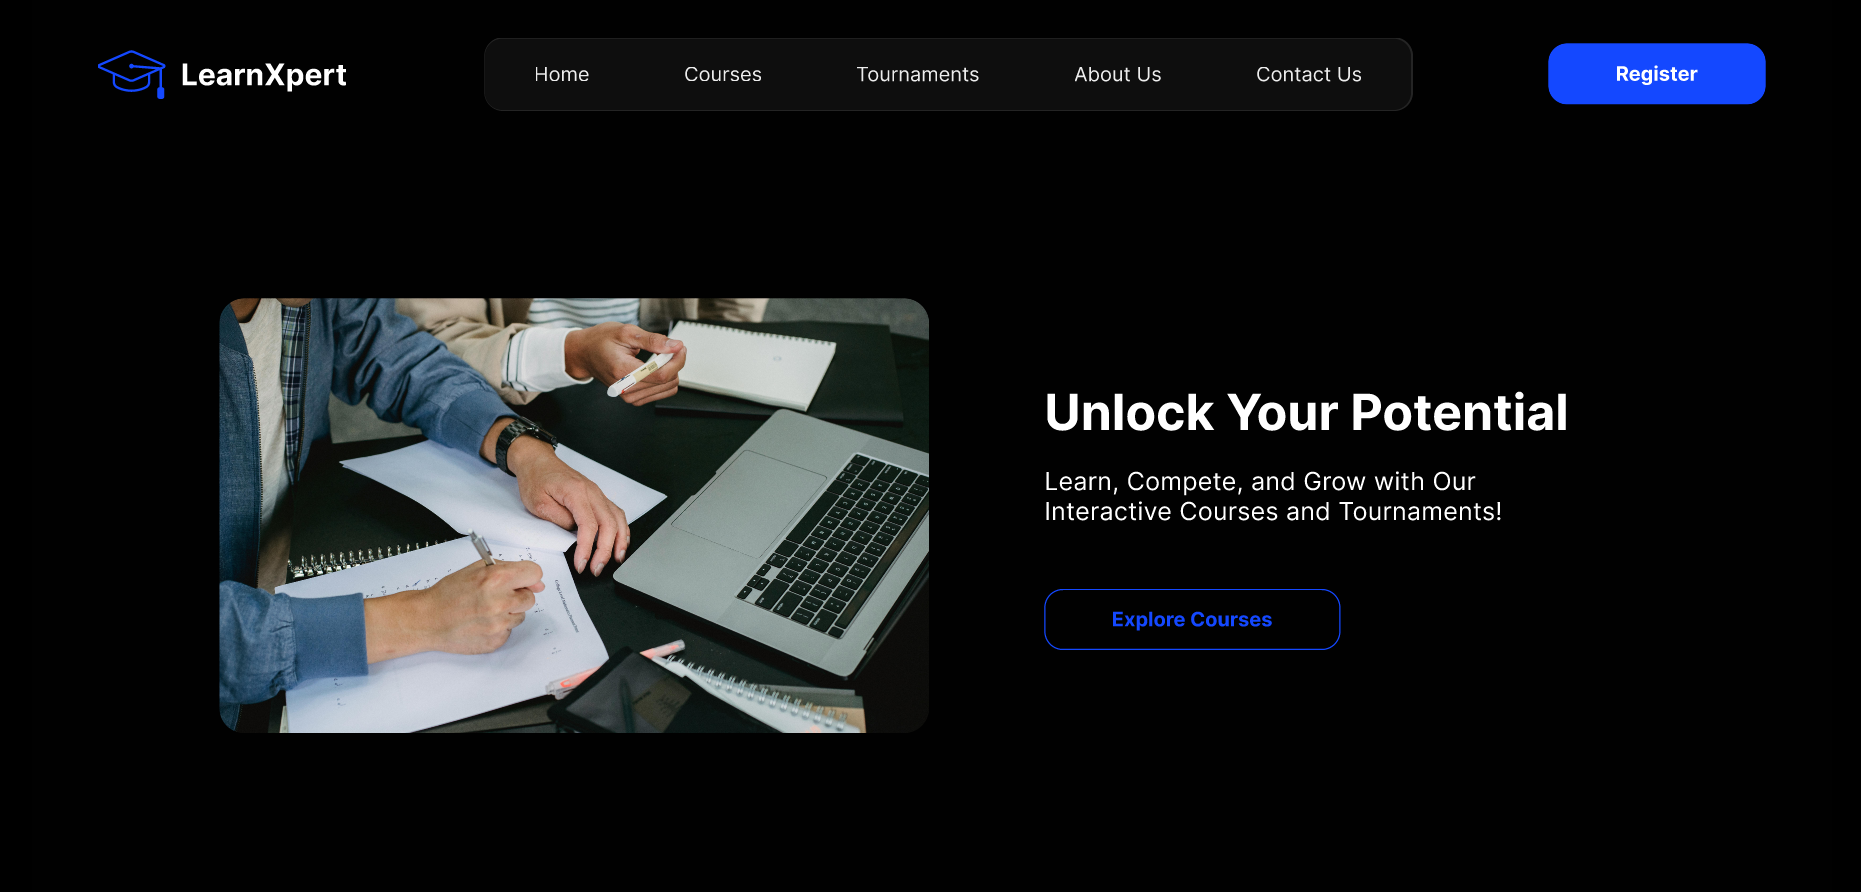 LearnXpert
Home
Courses
Tournaments
About Us
Contact Us
Register
Unlock Your Potential
Learn, Compete, and Grow with Our
Interactive Courses and Tournaments!
Explore Courses